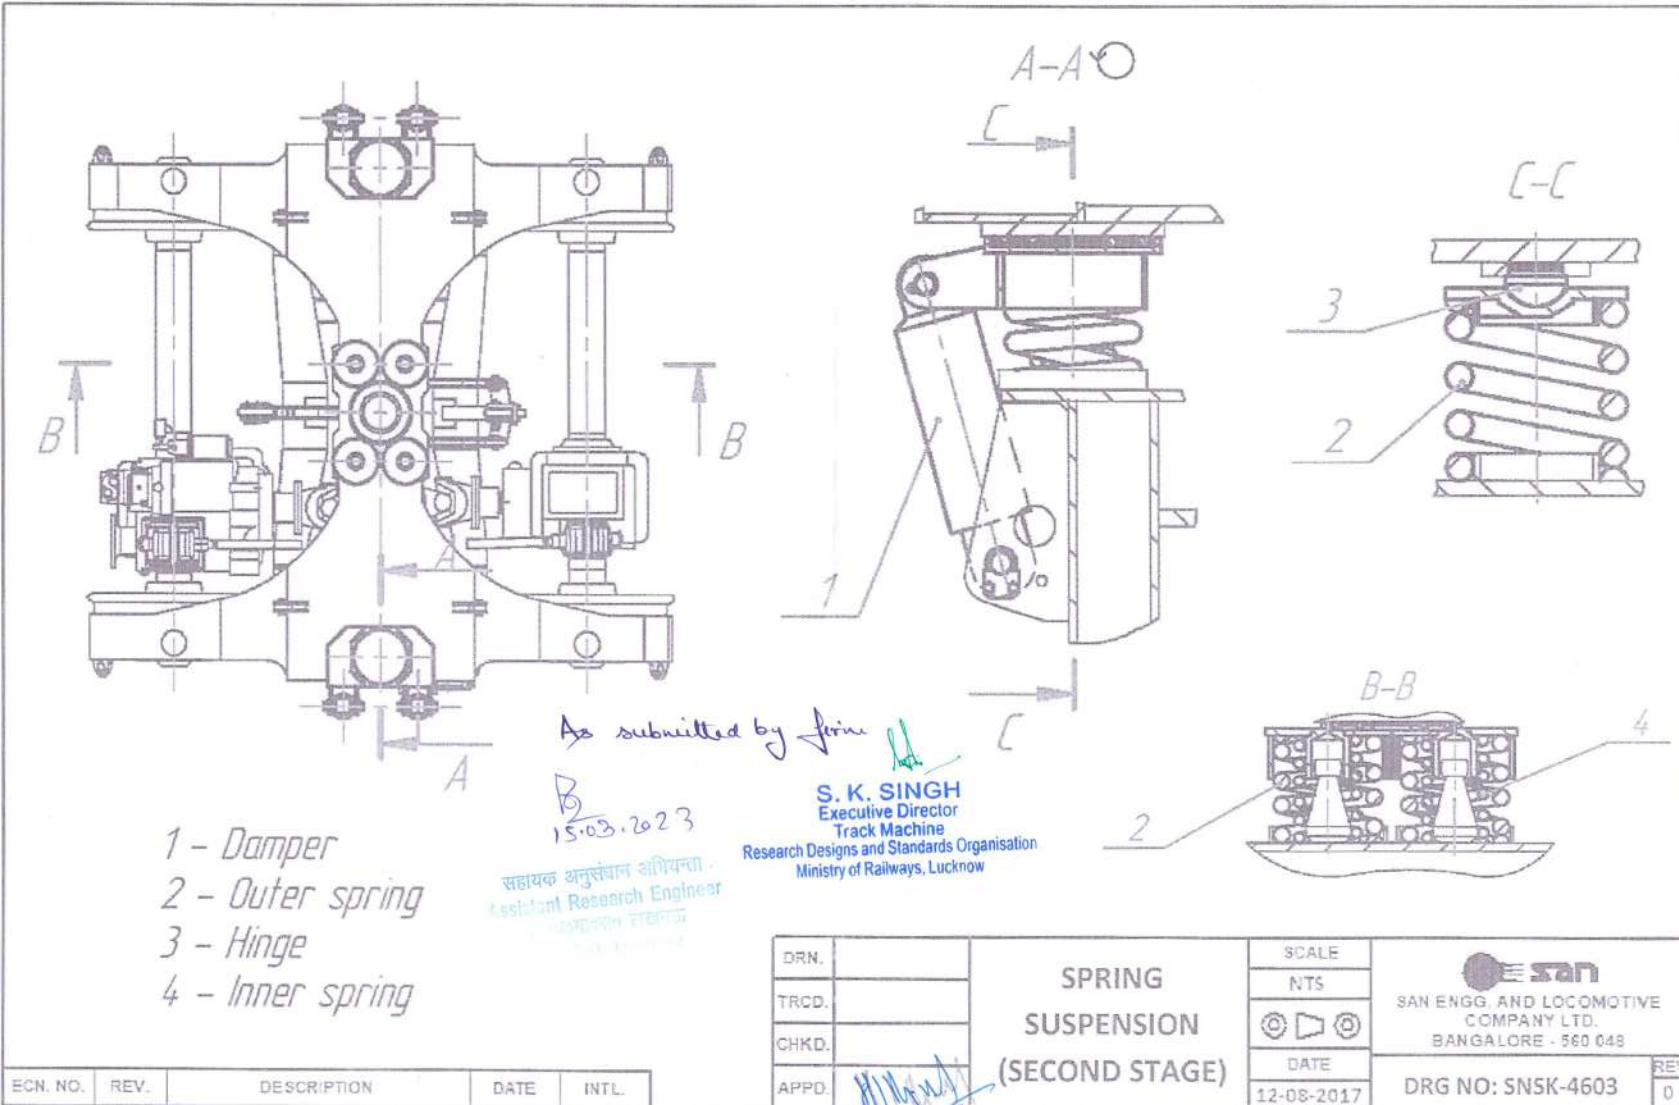 A-A
C
C-C
3
2
B
B
A
1
C
B-B
4
2
A
As submitted by firm
15.03.2023
S. K. SINGH
Executive Director
Track Machine
Research Designs and Standards Organisation
Ministry of Railways, Lucknow
सहायक अनुसंधान अभियन्ता
Assistant Research Engineer
1 - Damper
2 - Outer spring
3 - Hinge
4 - Inner spring
DRN.
TRCD.
CHKD.
APPD.
SPRING
SUSPENSION
(SECOND STAGE)
SCALE
NTS
DATE
12-08-2017
san
SAN ENGG. AND LOCOMOTIVE
COMPANY LTD.
BANGALORE - 560 048
DRG NO: SNSK-4603
REV
0
ECN. NO. REV. DESCRIPTION DATE INTL.